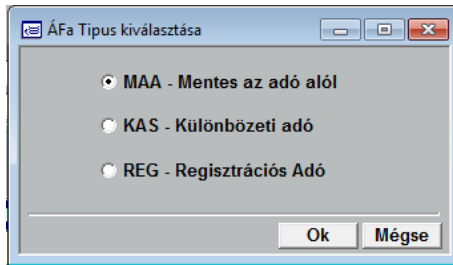 ÁFa Tipus kiválasztása
MAA - Mentes az adó alól
KAS - Különbözeti adó
REG - Regisztrációs Adó
Ok Mégse